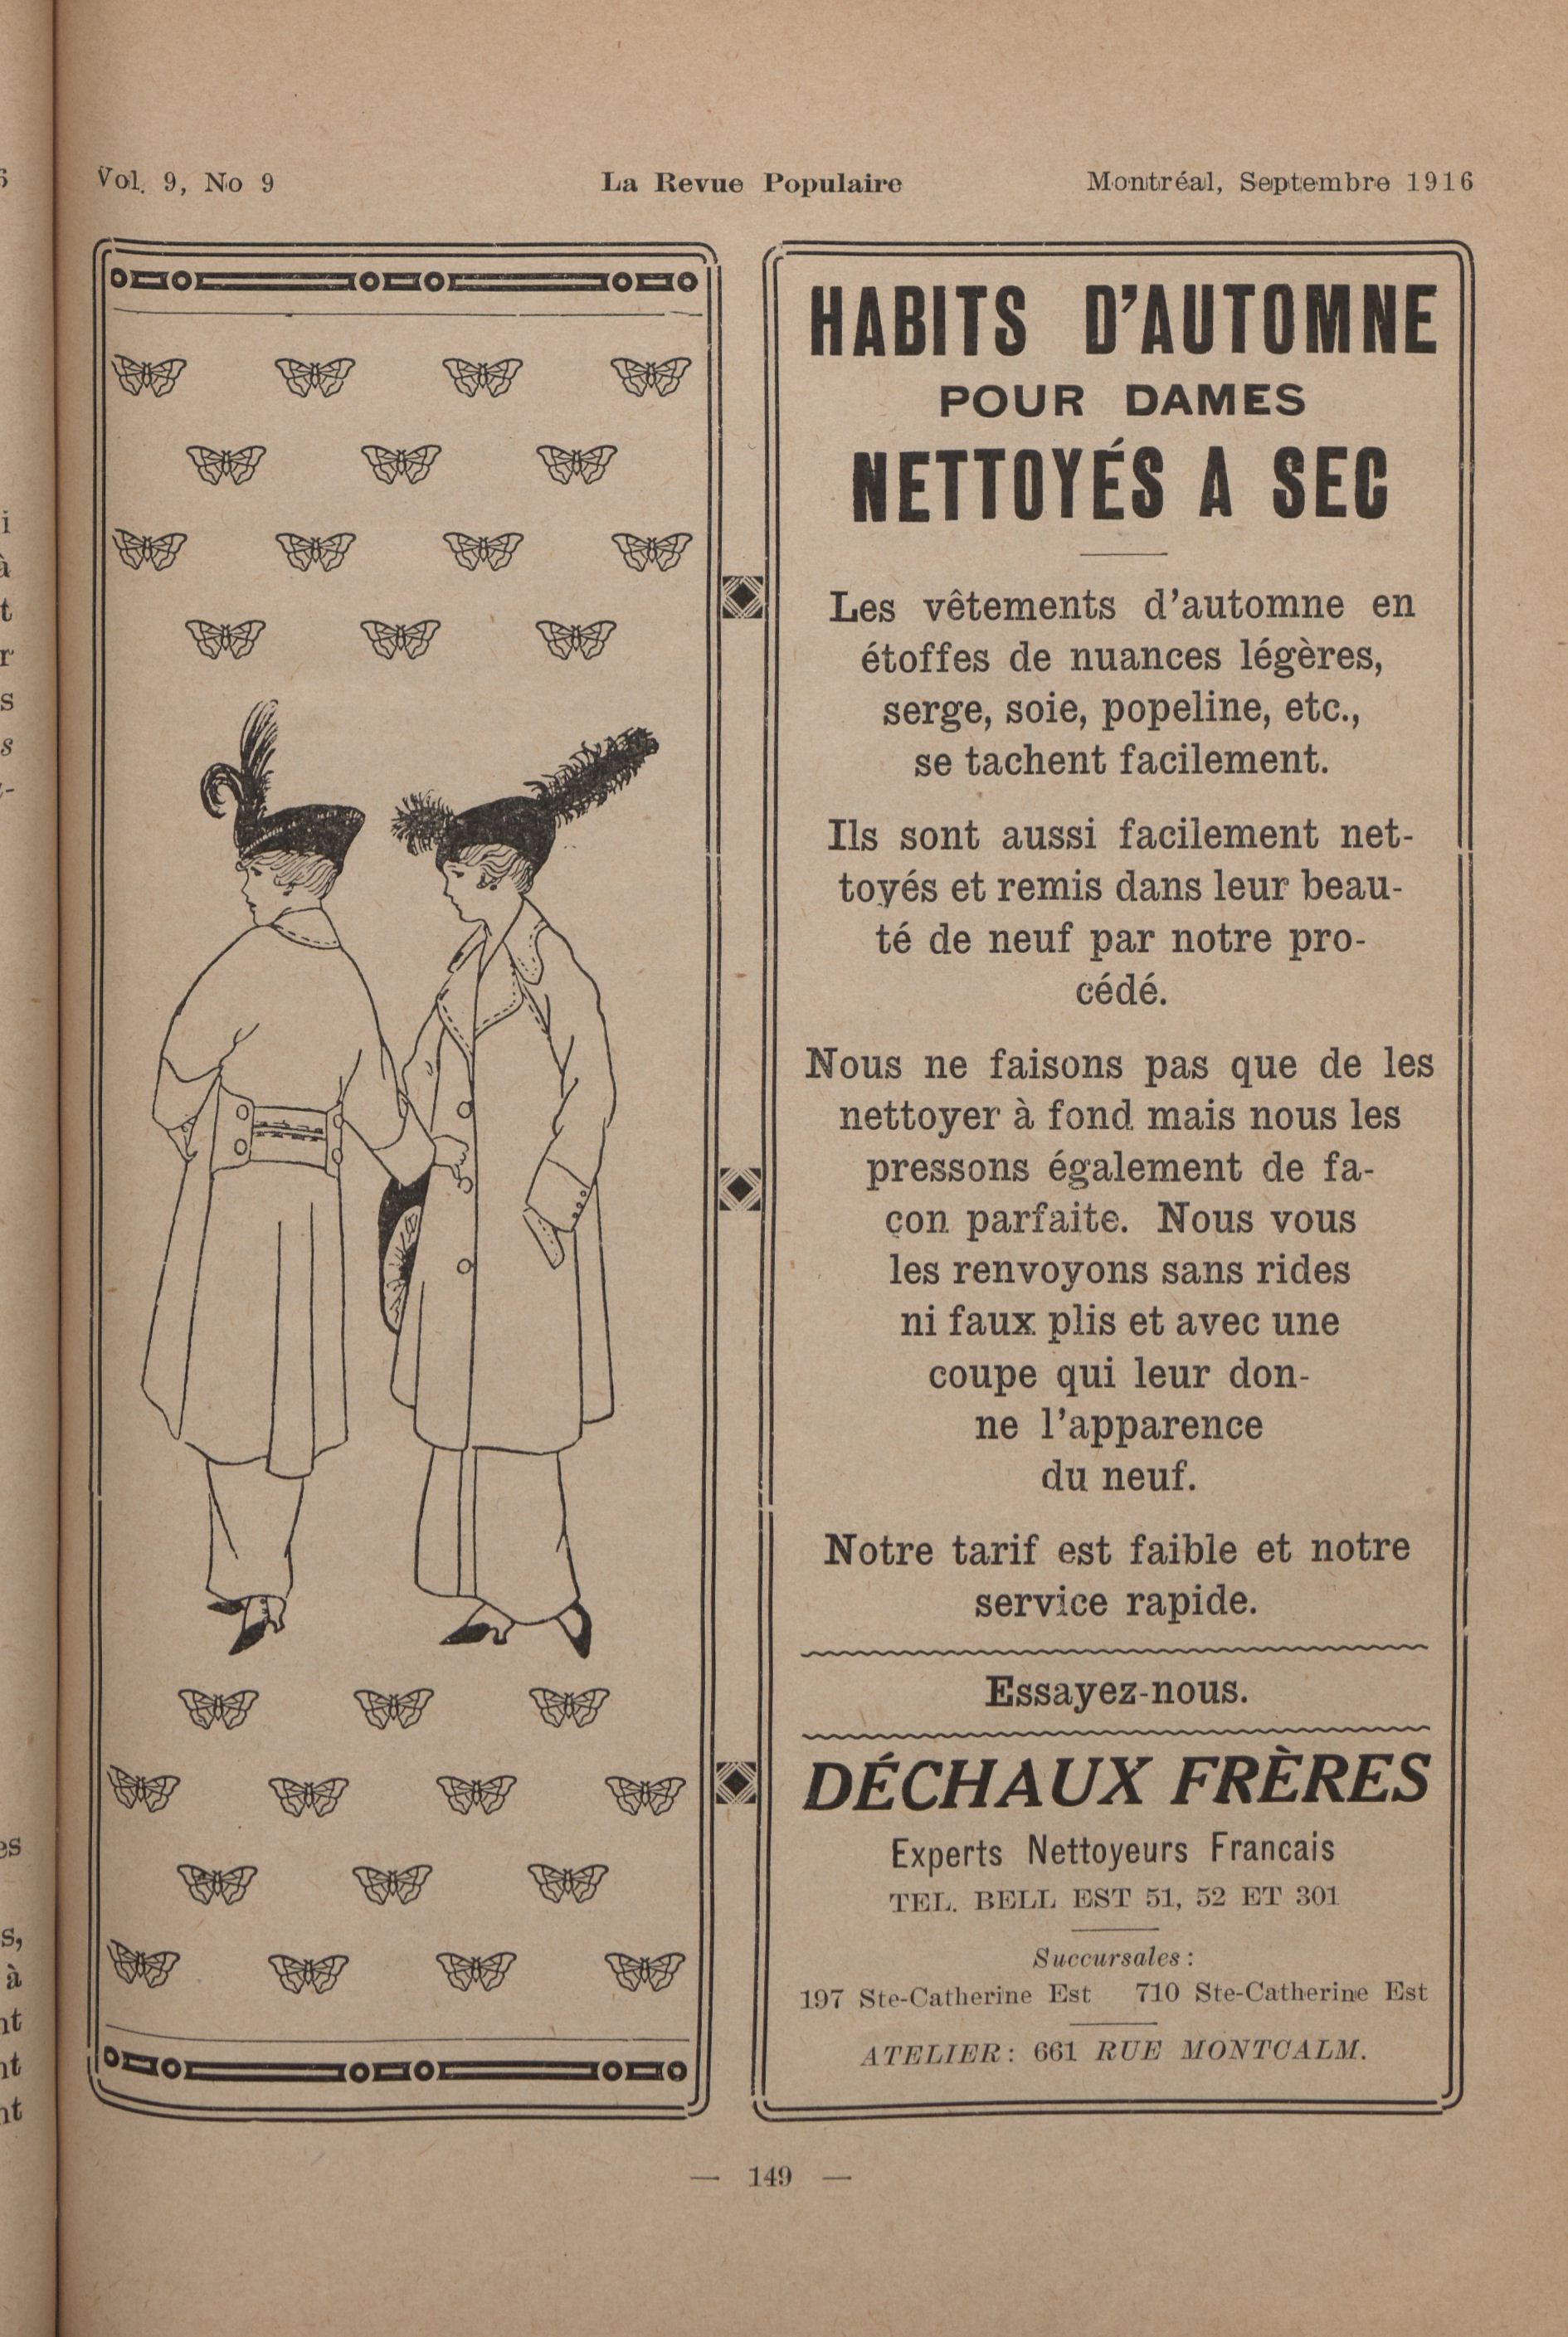 Vol. 9, No 9 La Revue Populaire Montréal, Septembre 1916
HABITS D'AUTOMNE
POUR DAMES
NETTOYÉS A SEC
Les vêtements d'automne en
étoffes de nuances légères,
serge, soie, popeline, etc.,
se tachent facilement.
Ils sont aussi facilement net-
toyés et remis dans leur beau-
té de neuf par notre pro-
cédé.
Nous ne faisons pas que de les
nettoyer à fond mais nous les
pressons également de fa-
çon parfaite. Nous vous
les renvoyons sans rides
ni faux plis et avec une
coupe qui leur don-
ne l'apparence
du neuf.
Notre tarif est faible et notre
service rapide.
Essayez-nous.
DÉCHAUX FRÈRES
Experts Nettoyeurs Francais
TEL. BELL EST 51, 52 ET 301
Succursales :
197 Ste-Catherine Est 710 Ste-Catherine Est
ATELIER : 661 RUE MONTCALM.
— 149 —